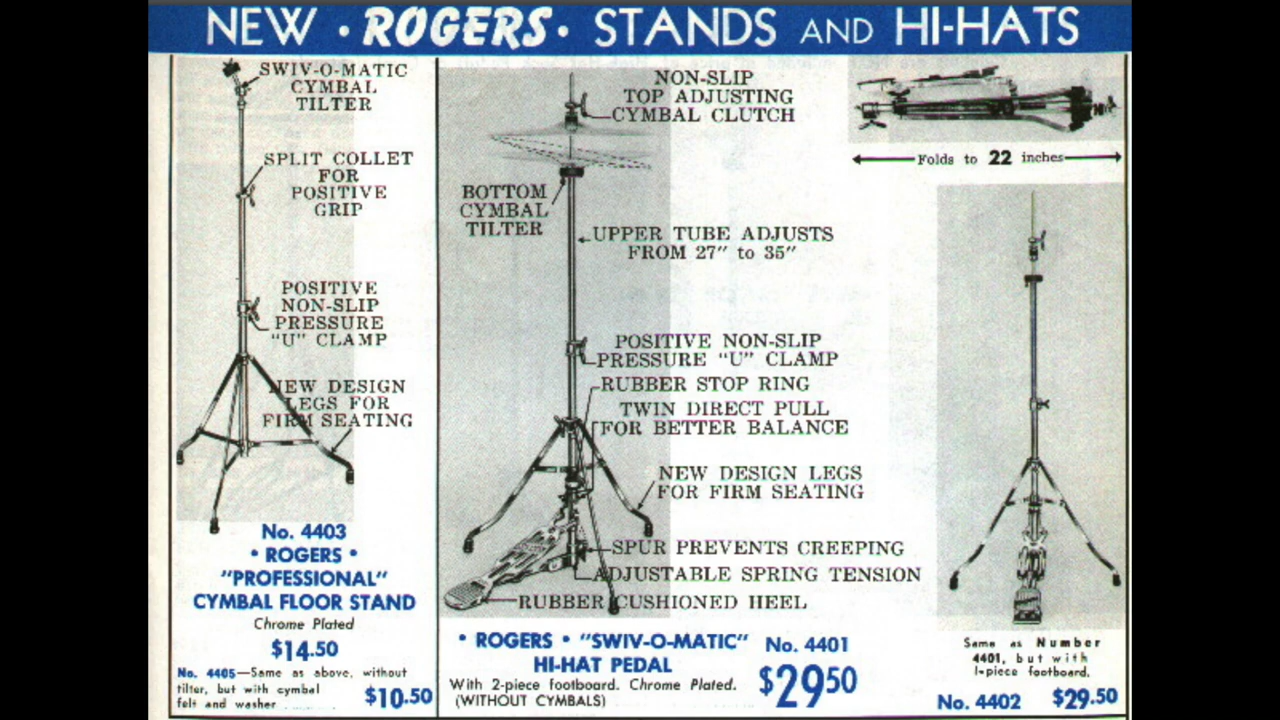 NEW · ROGERS · STANDS AND HI-HATS
SWIV-O-MATIC
CYMBAL
TILTER
SPLIT COLLET
FOR
POSITIVE
GRIP
POSITIVE
NON-SLIP
PRESSURE
"U" CLAMP
NEW DESIGN
LEGS FOR
FIRM SEATING
No. 4403
• ROGERS •
"PROFESSIONAL"
CYMBAL FLOOR STAND
Chrome Plated
$14.50
No. 4405—Same as above, without
tilter, but with cymbal
felt and washer ........ $10.50
NON-SLIP
TOP ADJUSTING
CYMBAL CLUTCH
BOTTOM
CYMBAL
TILTER
UPPER TUBE ADJUSTS
FROM 27" to 35"
POSITIVE NON-SLIP
PRESSURE "U" CLAMP
RUBBER STOP RING
TWIN DIRECT PULL
FOR BETTER BALANCE
NEW DESIGN LEGS
FOR FIRM SEATING
SPUR PREVENTS CREEPING
ADJUSTABLE SPRING TENSION
RUBBER CUSHIONED HEEL
• ROGERS • "SWIV-O-MATIC" No. 4401
HI-HAT PEDAL
With 2-piece footboard. Chrome Plated.
(WITHOUT CYMBALS)
$29.50
Folds to 22 inches
Same as Number
4401, but with
1-piece footboard.
No. 4402 $29.50